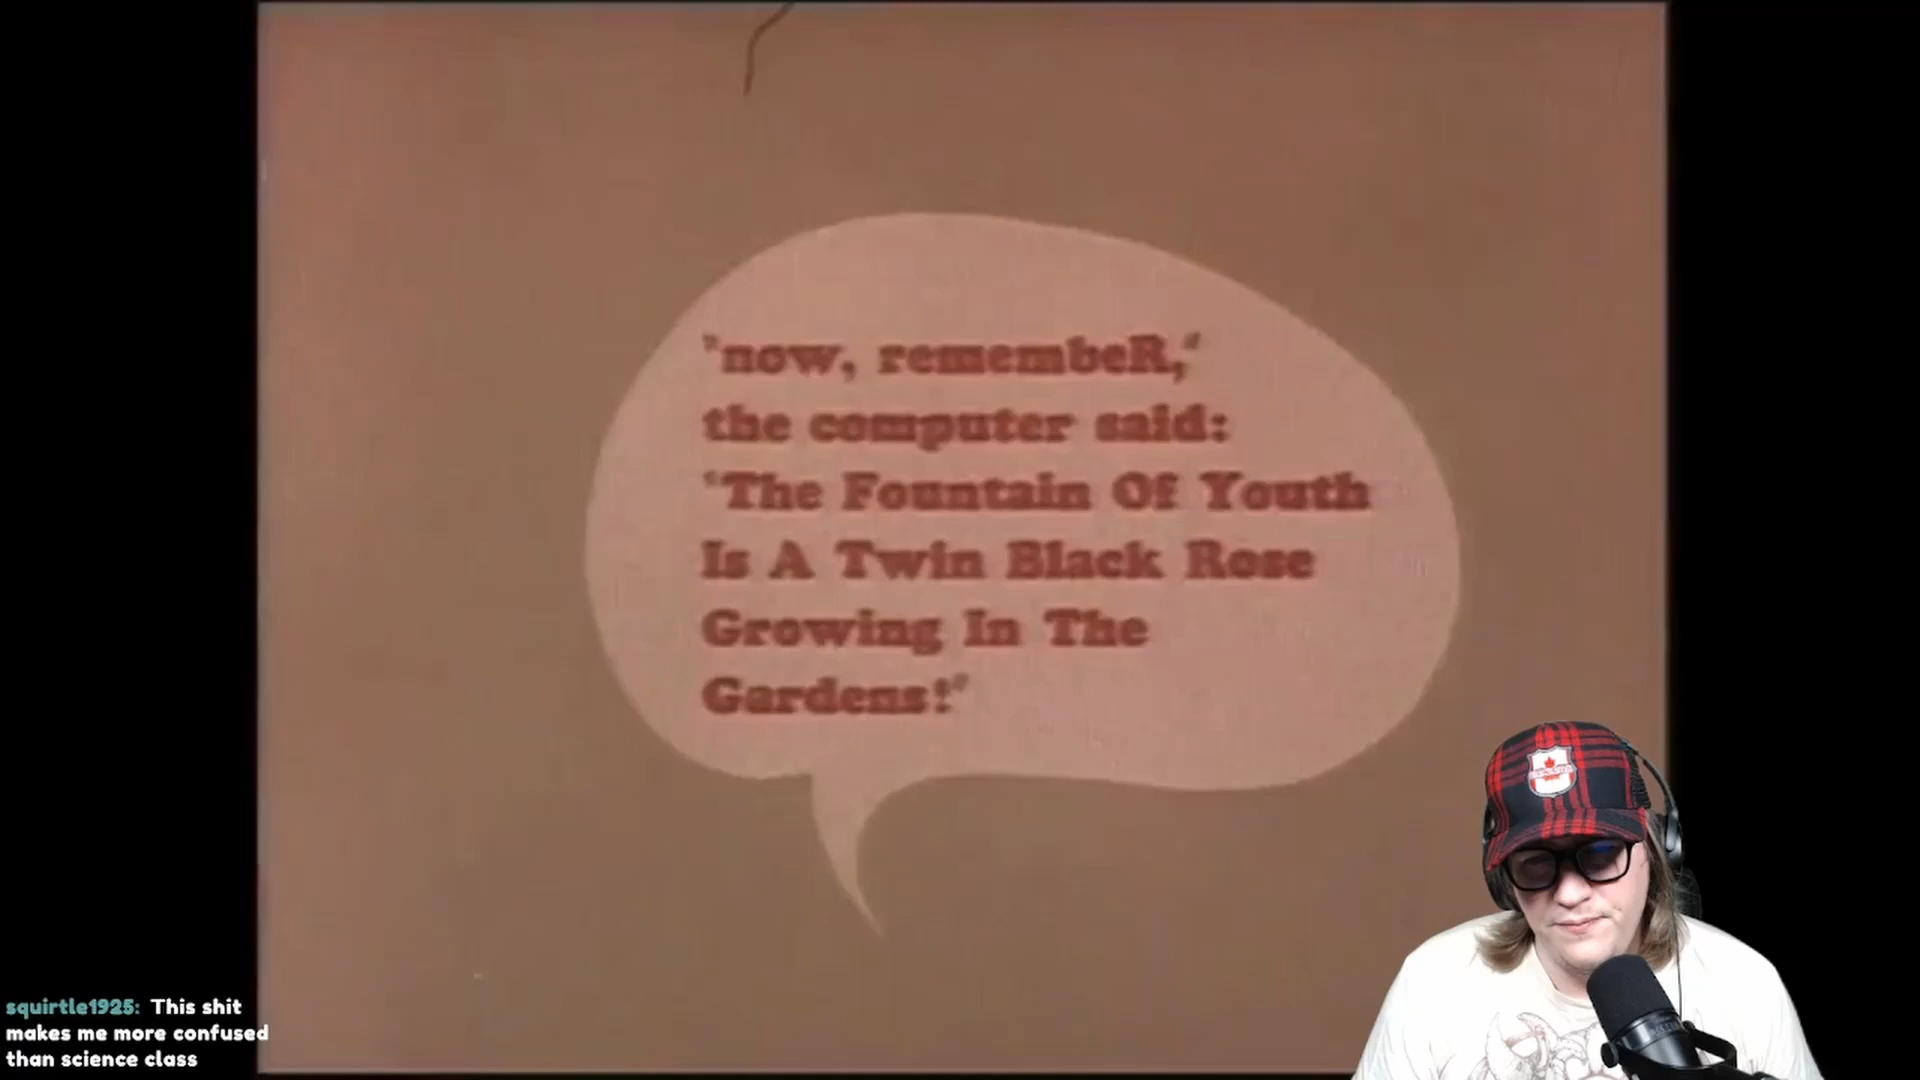 'now, remembeR,'
the computer said:
'The Fountain Of Youth
Is A Twin Black Rose
Growing In The
Gardens!'
squirtle1925: This shit
makes me more confused
than science class